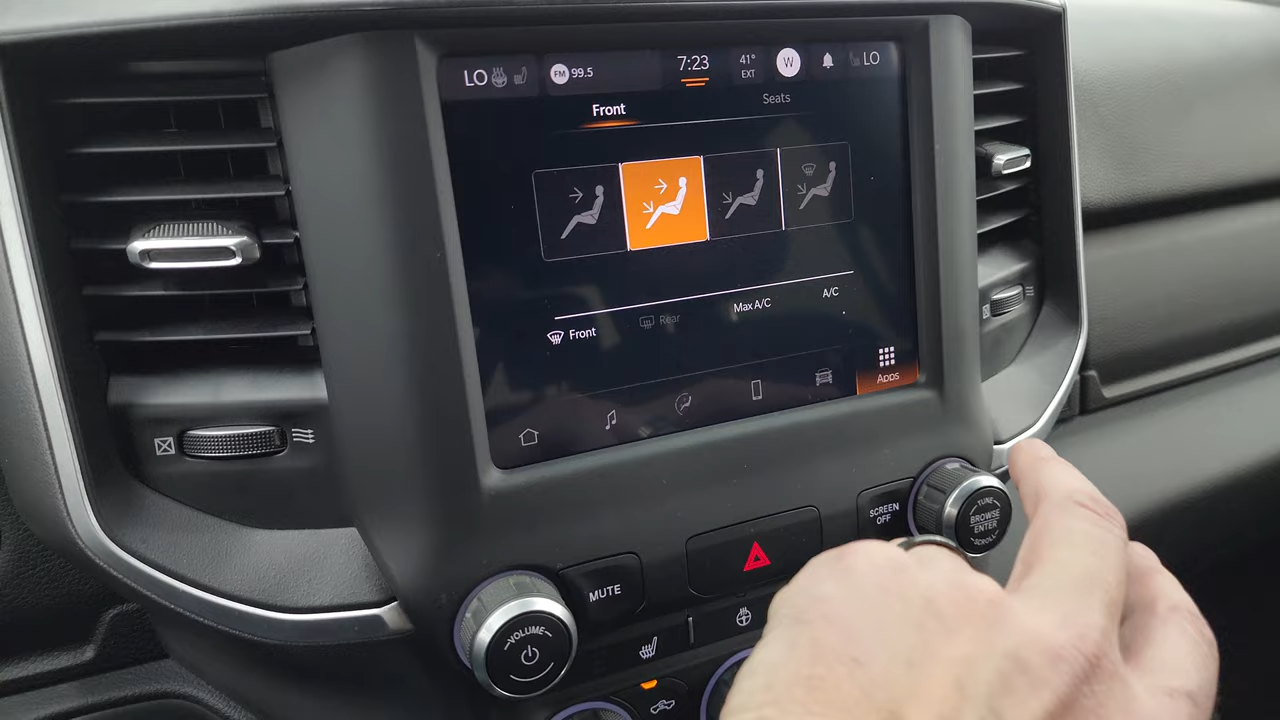 LO
FM 99.5
7:23
41°
EXT
W
LO
Front
Seats
Front
Rear
Max A/C
A/C
Apps
SCREEN
OFF
TUNE
BROWSE
ENTER
SCROLL
MUTE
VOLUME